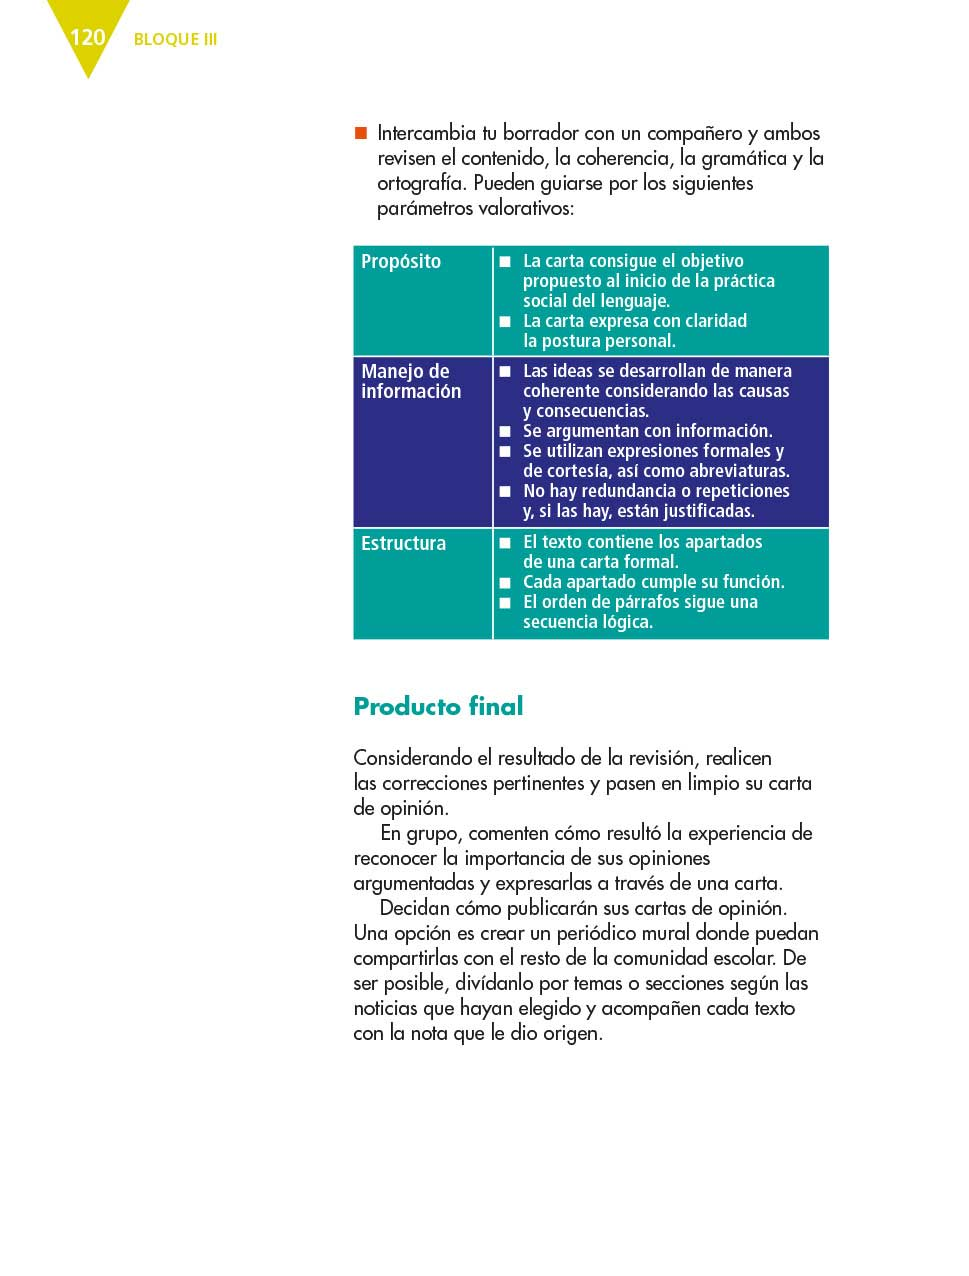 120 BLOQUE III
■ Intercambia tu borrador con un compañero y ambos
revisen el contenido, la coherencia, la gramática y la
ortografía. Pueden guiarse por los siguientes
parámetros valorativos:
Propósito
■ La carta consigue el objetivo
propuesto al inicio de la práctica
social del lenguaje.
■ La carta expresa con claridad
la postura personal.
Manejo de
información
■ Las ideas se desarrollan de manera
coherente considerando las causas
y consecuencias.
■ Se argumentan con información.
■ Se utilizan expresiones formales y
de cortesía, así como abreviaturas.
■ No hay redundancia o repeticiones
y, si las hay, están justificadas.
Estructura
■ El texto contiene los apartados
de una carta formal.
■ Cada apartado cumple su función.
■ El orden de párrafos sigue una
secuencia lógica.
Producto final
Considerando el resultado de la revisión, realicen
las correcciones pertinentes y pasen en limpio su carta
de opinión.
En grupo, comenten cómo resultó la experiencia de
reconocer la importancia de sus opiniones
argumentadas y expresarlas a través de una carta.
Decidan cómo publicarán sus cartas de opinión.
Una opción es crear un periódico mural donde puedan
compartirlas con el resto de la comunidad escolar. De
ser posible, divídanlo por temas o secciones según las
noticias que hayan elegido y acompañen cada texto
con la nota que le dio origen.